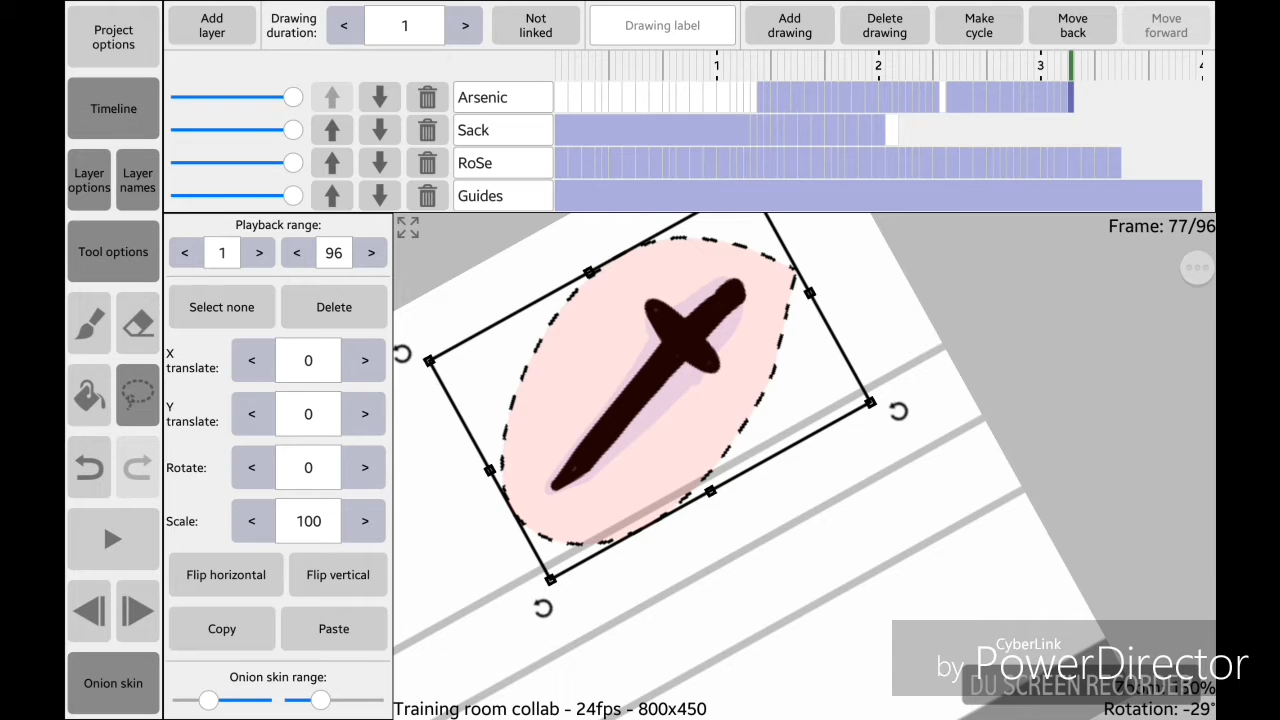 Project options
Add layer
Drawing duration:
<
1
>
Not linked
Drawing label
Add drawing
Delete drawing
Make cycle
Move back
Move forward
Timeline
1
2
3
4
Arsenic
Sack
RoSe
Guides
Layer options
Layer names
Tool options
Playback range:
< 1 > < 96 >
Frame: 77/96
Select none
Delete
X translate:
< 0 >
Y translate:
< 0 >
Rotate:
< 0 >
Scale:
< 100 >
Flip horizontal
Flip vertical
Copy
Paste
Onion skin
Onion skin range:
CyberLink
by PowerDirector
DU SCREEN RECORDER
Training room collab - 24fps - 800x450
Rotation: -29°